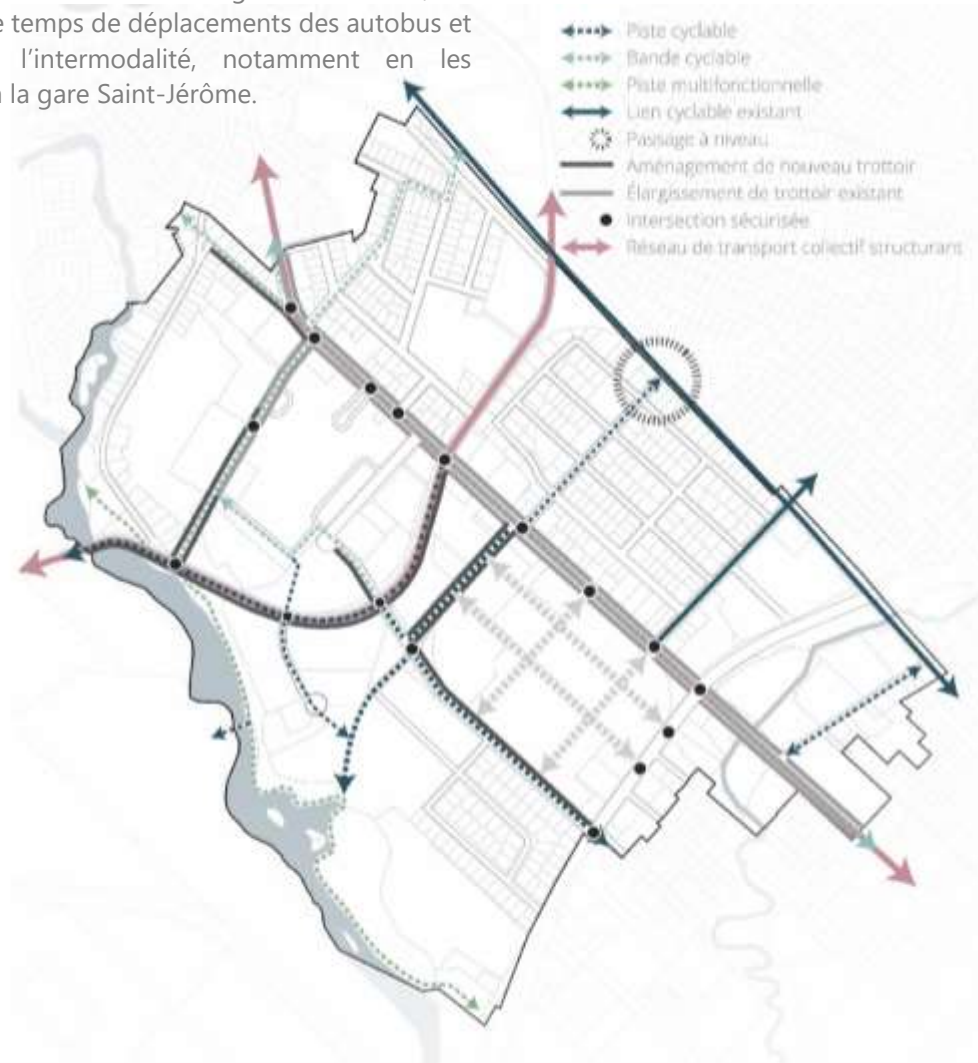 e temps de déplacements des autobus et
l'intermodalité, notamment en les
à la gare Saint-Jérôme.
Piste cyclable
Bande cyclable
Piste multifonctionnelle
Lien cyclable existant
Passage à niveau
Aménagement de nouveau trottoir
Élargissement de trottoir existant
Intersection sécurisée
Réseau de transport collectif structurant